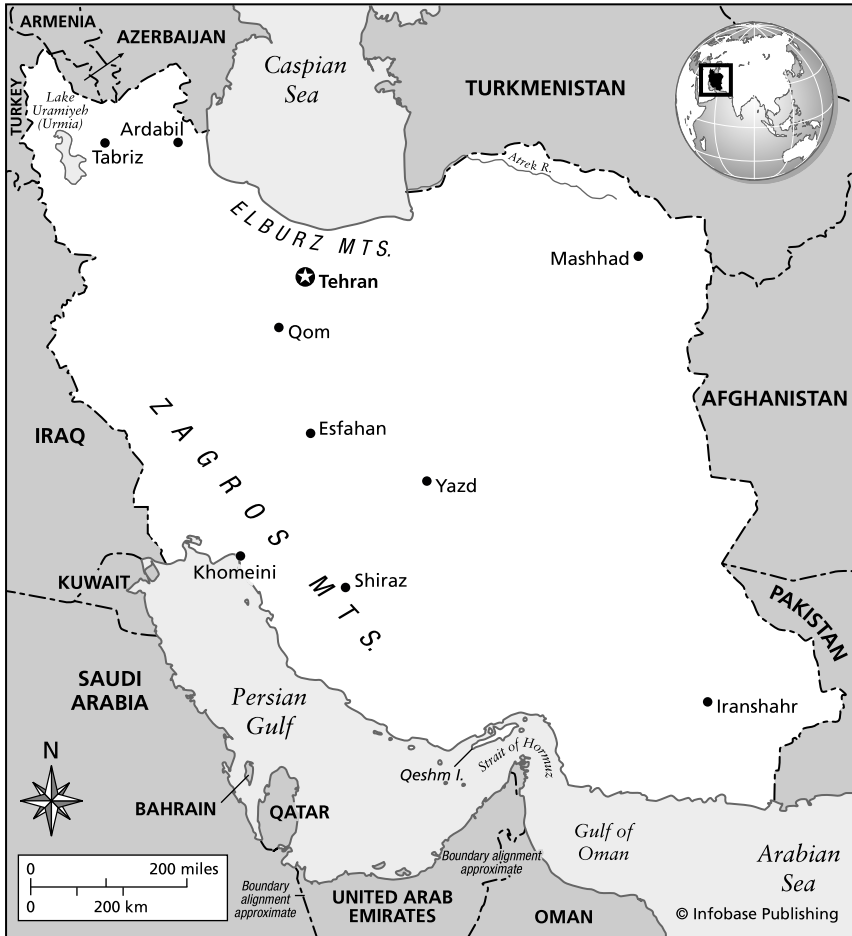 ARMENIA
AZERBAIJAN
Caspian
Sea
TURKMENISTAN
TURKEY
Lake
Uramiyeh
(Urmia)
Ardabil
Tabriz
Atrek R.
ELBURZ MTS.
Mashhad
Tehran
Qom
ZAGROS MTS.
AFGHANISTAN
IRAQ
Esfahan
Yazd
Khomeini
Shiraz
KUWAIT
PAKISTAN
SAUDI
ARABIA
Persian
Gulf
Iranshahr
N
Qeshm I.
Strait of Hormuz
BAHRAIN
QATAR
Gulf of
Oman
Arabian
Sea
0 200 miles
0 200 km
Boundary
alignment
approximate
Boundary alignment
approximate
UNITED ARAB
EMIRATES
OMAN
© Infobase Publishing